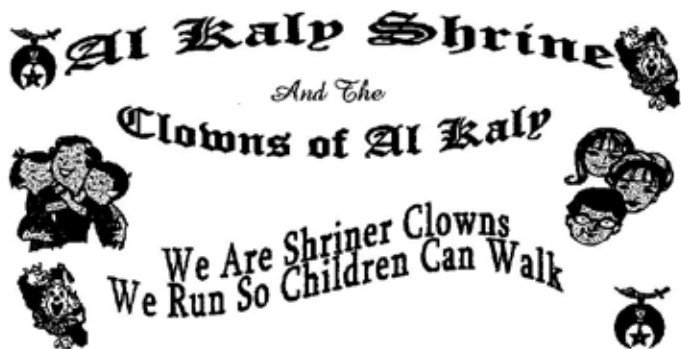 Al Kaly Shrine
And The
Clowns of Al Kaly
We Are Shriner Clowns
We Run So Children Can Walk